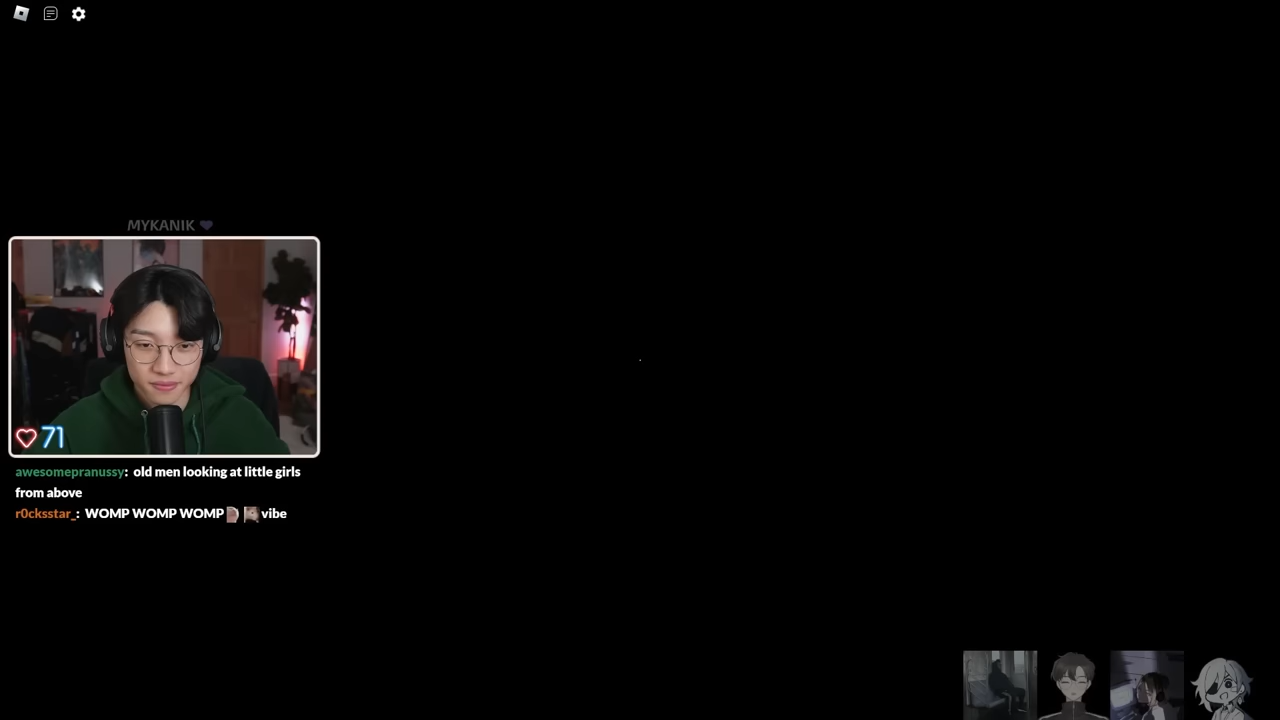 MYKANIK
71
awesomepranussy: old men looking at little girls
from above
r0cksstar_: WOMP WOMP WOMP vibe